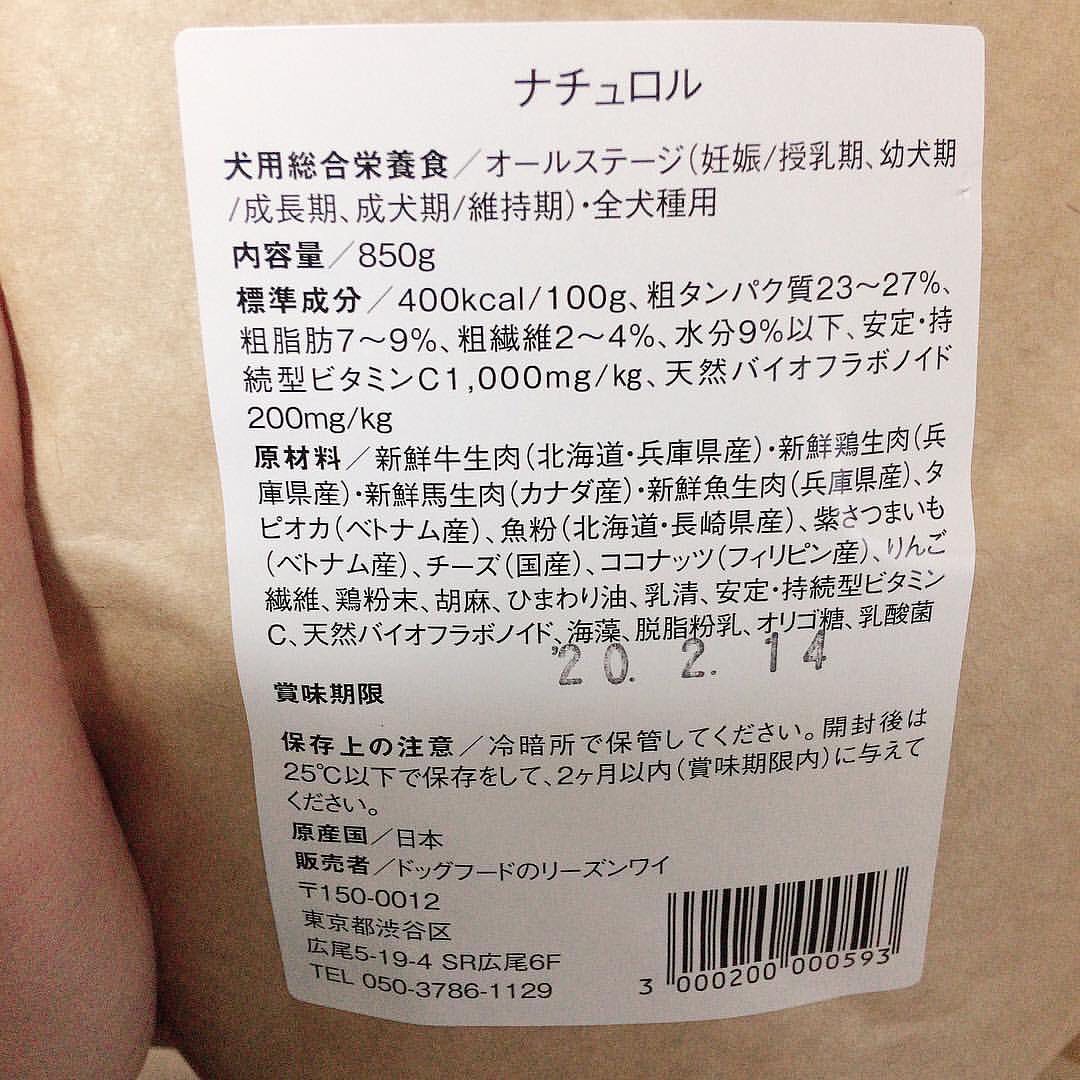 ナチュロル
犬用総合栄養食／オールステージ(妊娠/授乳期、幼犬期
/成長期、成犬期/維持期)・全犬種用
内容量／850g
標準成分／400kcal/100g、粗タンパク質23〜27%、
粗脂肪7〜9%、粗繊維2〜4%、水分9%以下、安定・持
続型ビタミンC1,000mg/kg、天然バイオフラボノイド
200mg/kg
原材料／新鮮牛生肉(北海道・兵庫県産)・新鮮鶏生肉(兵
庫県産)・新鮮馬生肉(カナダ産)・新鮮魚生肉(兵庫県産)、タ
ピオカ(ベトナム産)、魚粉(北海道・長崎県産)、紫さつまいも
(ベトナム産)、チーズ(国産)、ココナッツ(フィリピン産)、りんご
繊維、鶏粉末、胡麻、ひまわり油、乳清、安定・持続型ビタミン
C、天然バイオフラボノイド、海藻、脱脂粉乳、オリゴ糖、乳酸菌
'20. 2. 14
賞味期限
保存上の注意／冷暗所で保管してください。開封後は
25℃以下で保存をして、2ヶ月以内(賞味期限内)に与えて
ください。
原産国／日本
販売者／ドッグフードのリーズンワイ
〒150-0012
東京都渋谷区
広尾5-19-4 SR広尾6F
TEL 050-3786-1129
3 000200 000593